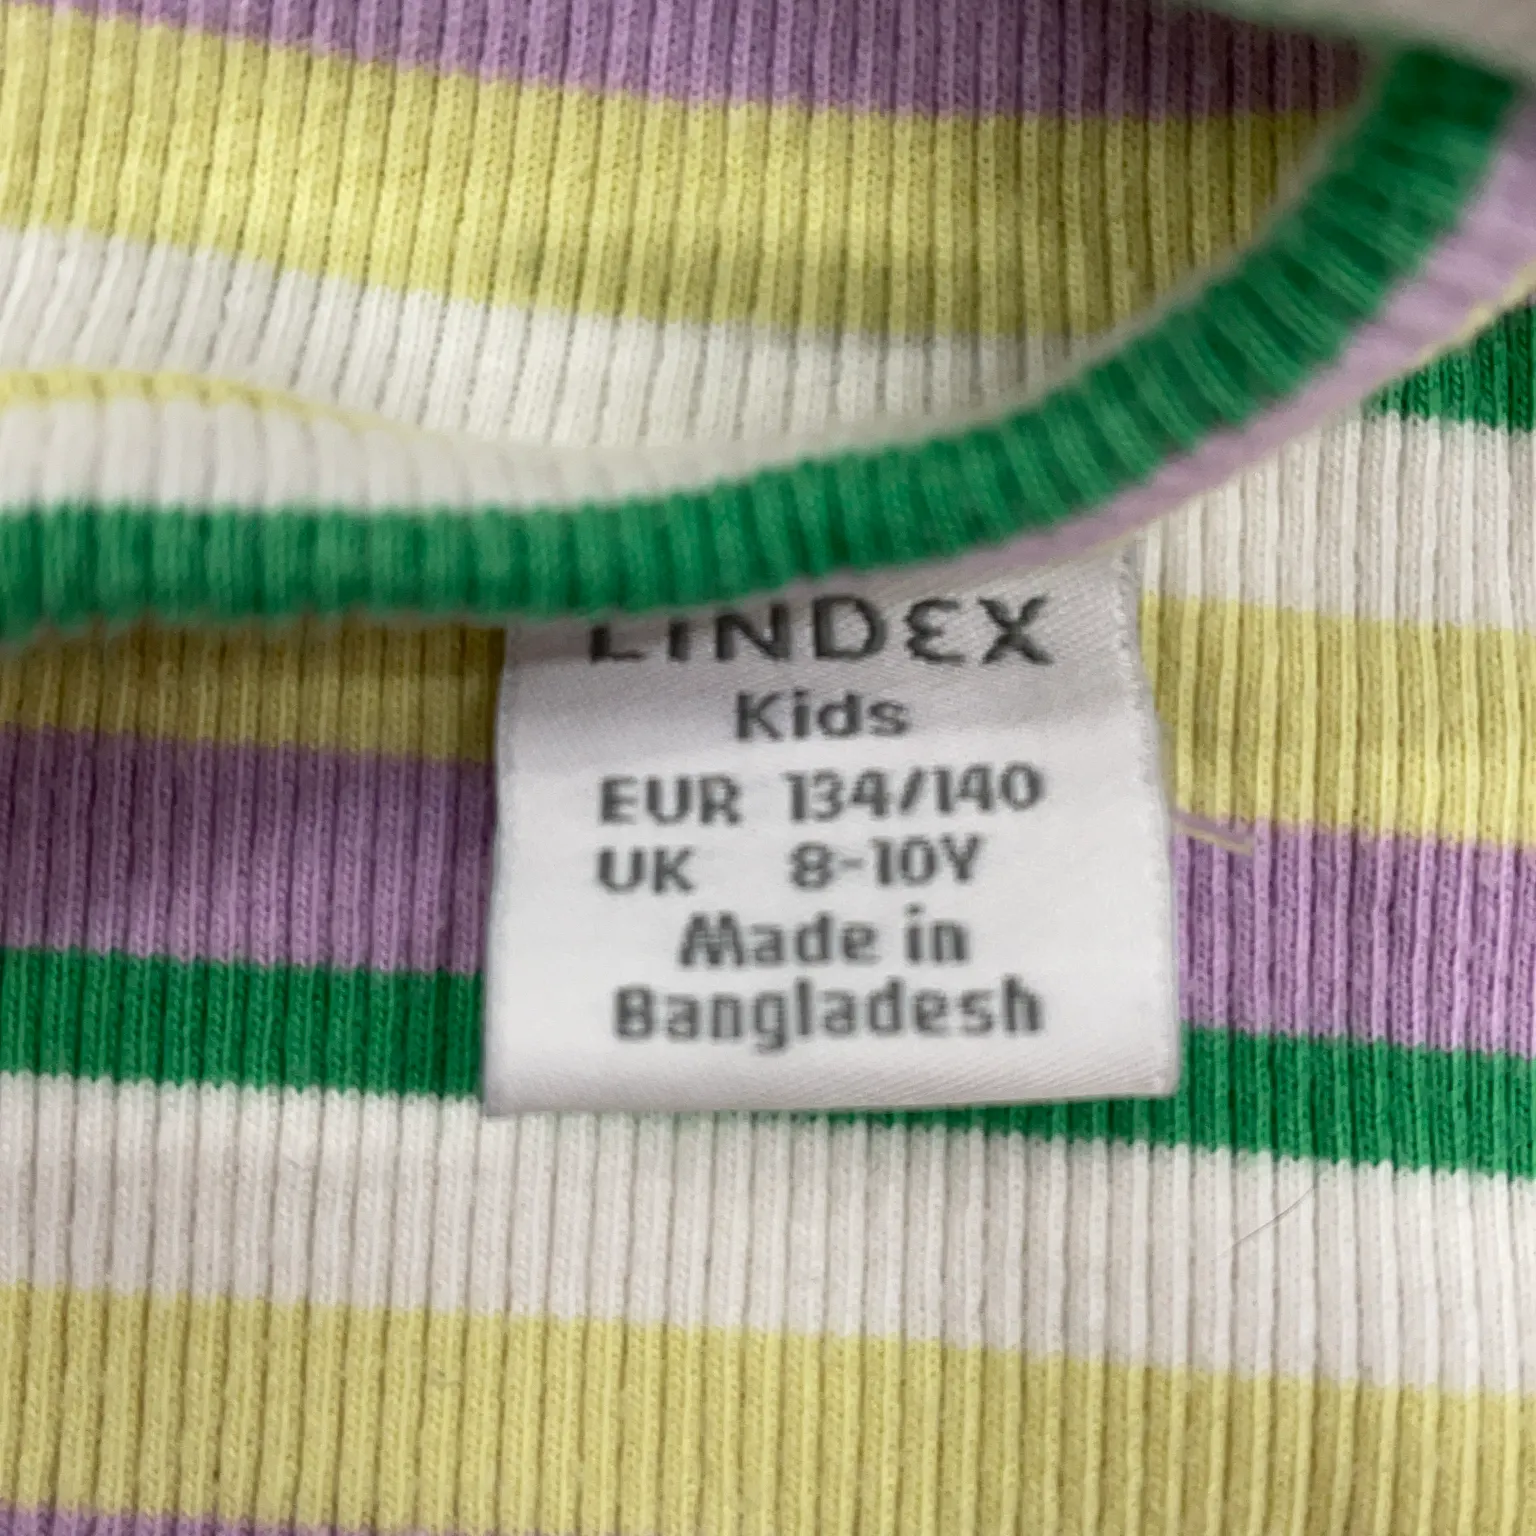 LINDEX
Kids
EUR 134/140
UK 8-10Y
Made in
Bangladesh